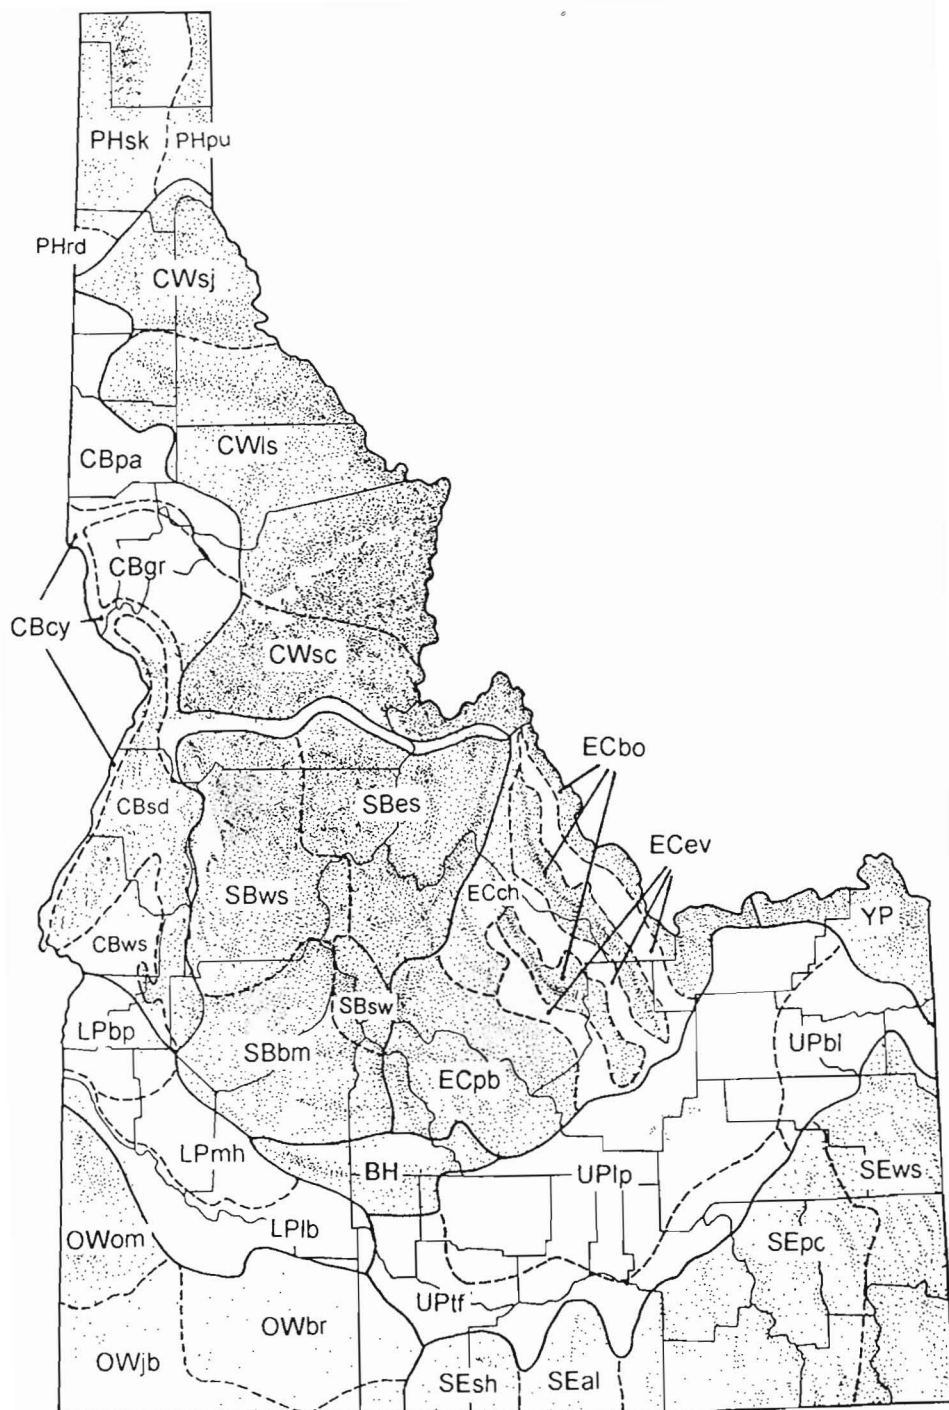 PHsk
PHpu
PHrd
CWsj
CWls
CBpa
CBgr
CBcy
CWsc
ECbo
CBsd
SBes
ECev
SBws
ECch
YP
CBws
SBsw
LPbp
SBbm
UPbl
ECpb
LPmh
BH
UPlp
SEws
LPlb
OWom
SEpc
UPtf
OWbr
OWjb
SEsh
SEal